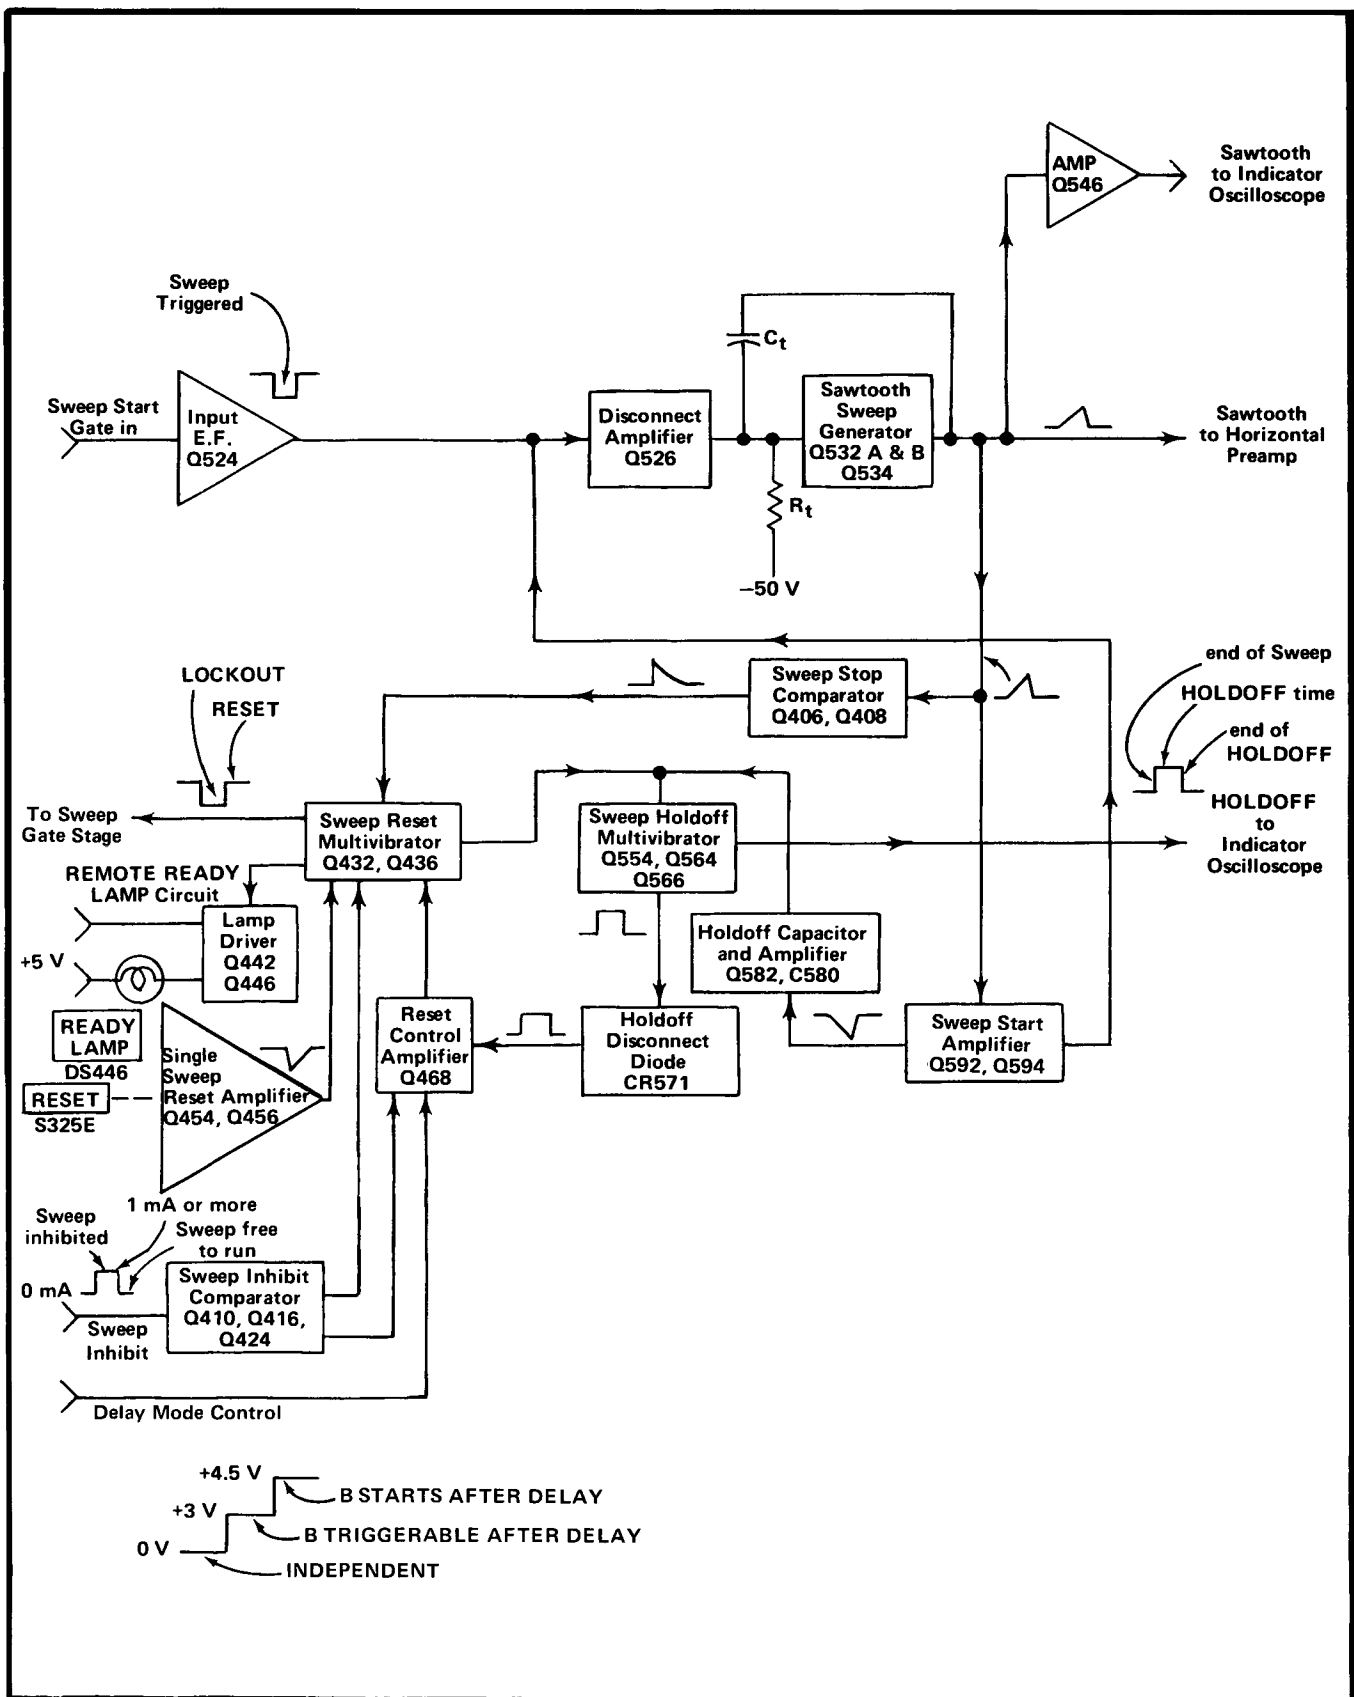 AMP
Q546
Sawtooth
to Indicator
Oscilloscope
Sweep
Triggered
Sweep Start
Gate in
Input
E.F.
Q524
Disconnect
Amplifier
Q526
Ct
Rt
−50 V
Sawtooth
Sweep
Generator
Q532 A & B
Q534
Sawtooth
to Horizontal
Preamp
LOCKOUT
RESET
Sweep Stop
Comparator
Q406, Q408
end of Sweep
HOLDOFF time
end of
HOLDOFF
To Sweep
Gate Stage
Sweep Reset
Multivibrator
Q432, Q436
Sweep Holdoff
Multivibrator
Q554, Q564
Q566
HOLDOFF
to
Indicator
Oscilloscope
REMOTE READY
LAMP Circuit
+5 V
Lamp
Driver
Q442
Q446
Holdoff Capacitor
and Amplifier
Q582, C580
READY
LAMP
DS446
RESET
S325E
Single
Sweep
Reset Amplifier
Q454, Q456
Reset
Control
Amplifier
Q468
Holdoff
Disconnect
Diode
CR571
Sweep Start
Amplifier
Q592, Q594
1 mA or more
Sweep
inhibited
Sweep free
to run
0 mA
Sweep
Inhibit
Sweep Inhibit
Comparator
Q410, Q416,
Q424
Delay Mode Control
+4.5 V
B STARTS AFTER DELAY
+3 V
B TRIGGERABLE AFTER DELAY
0 V
INDEPENDENT